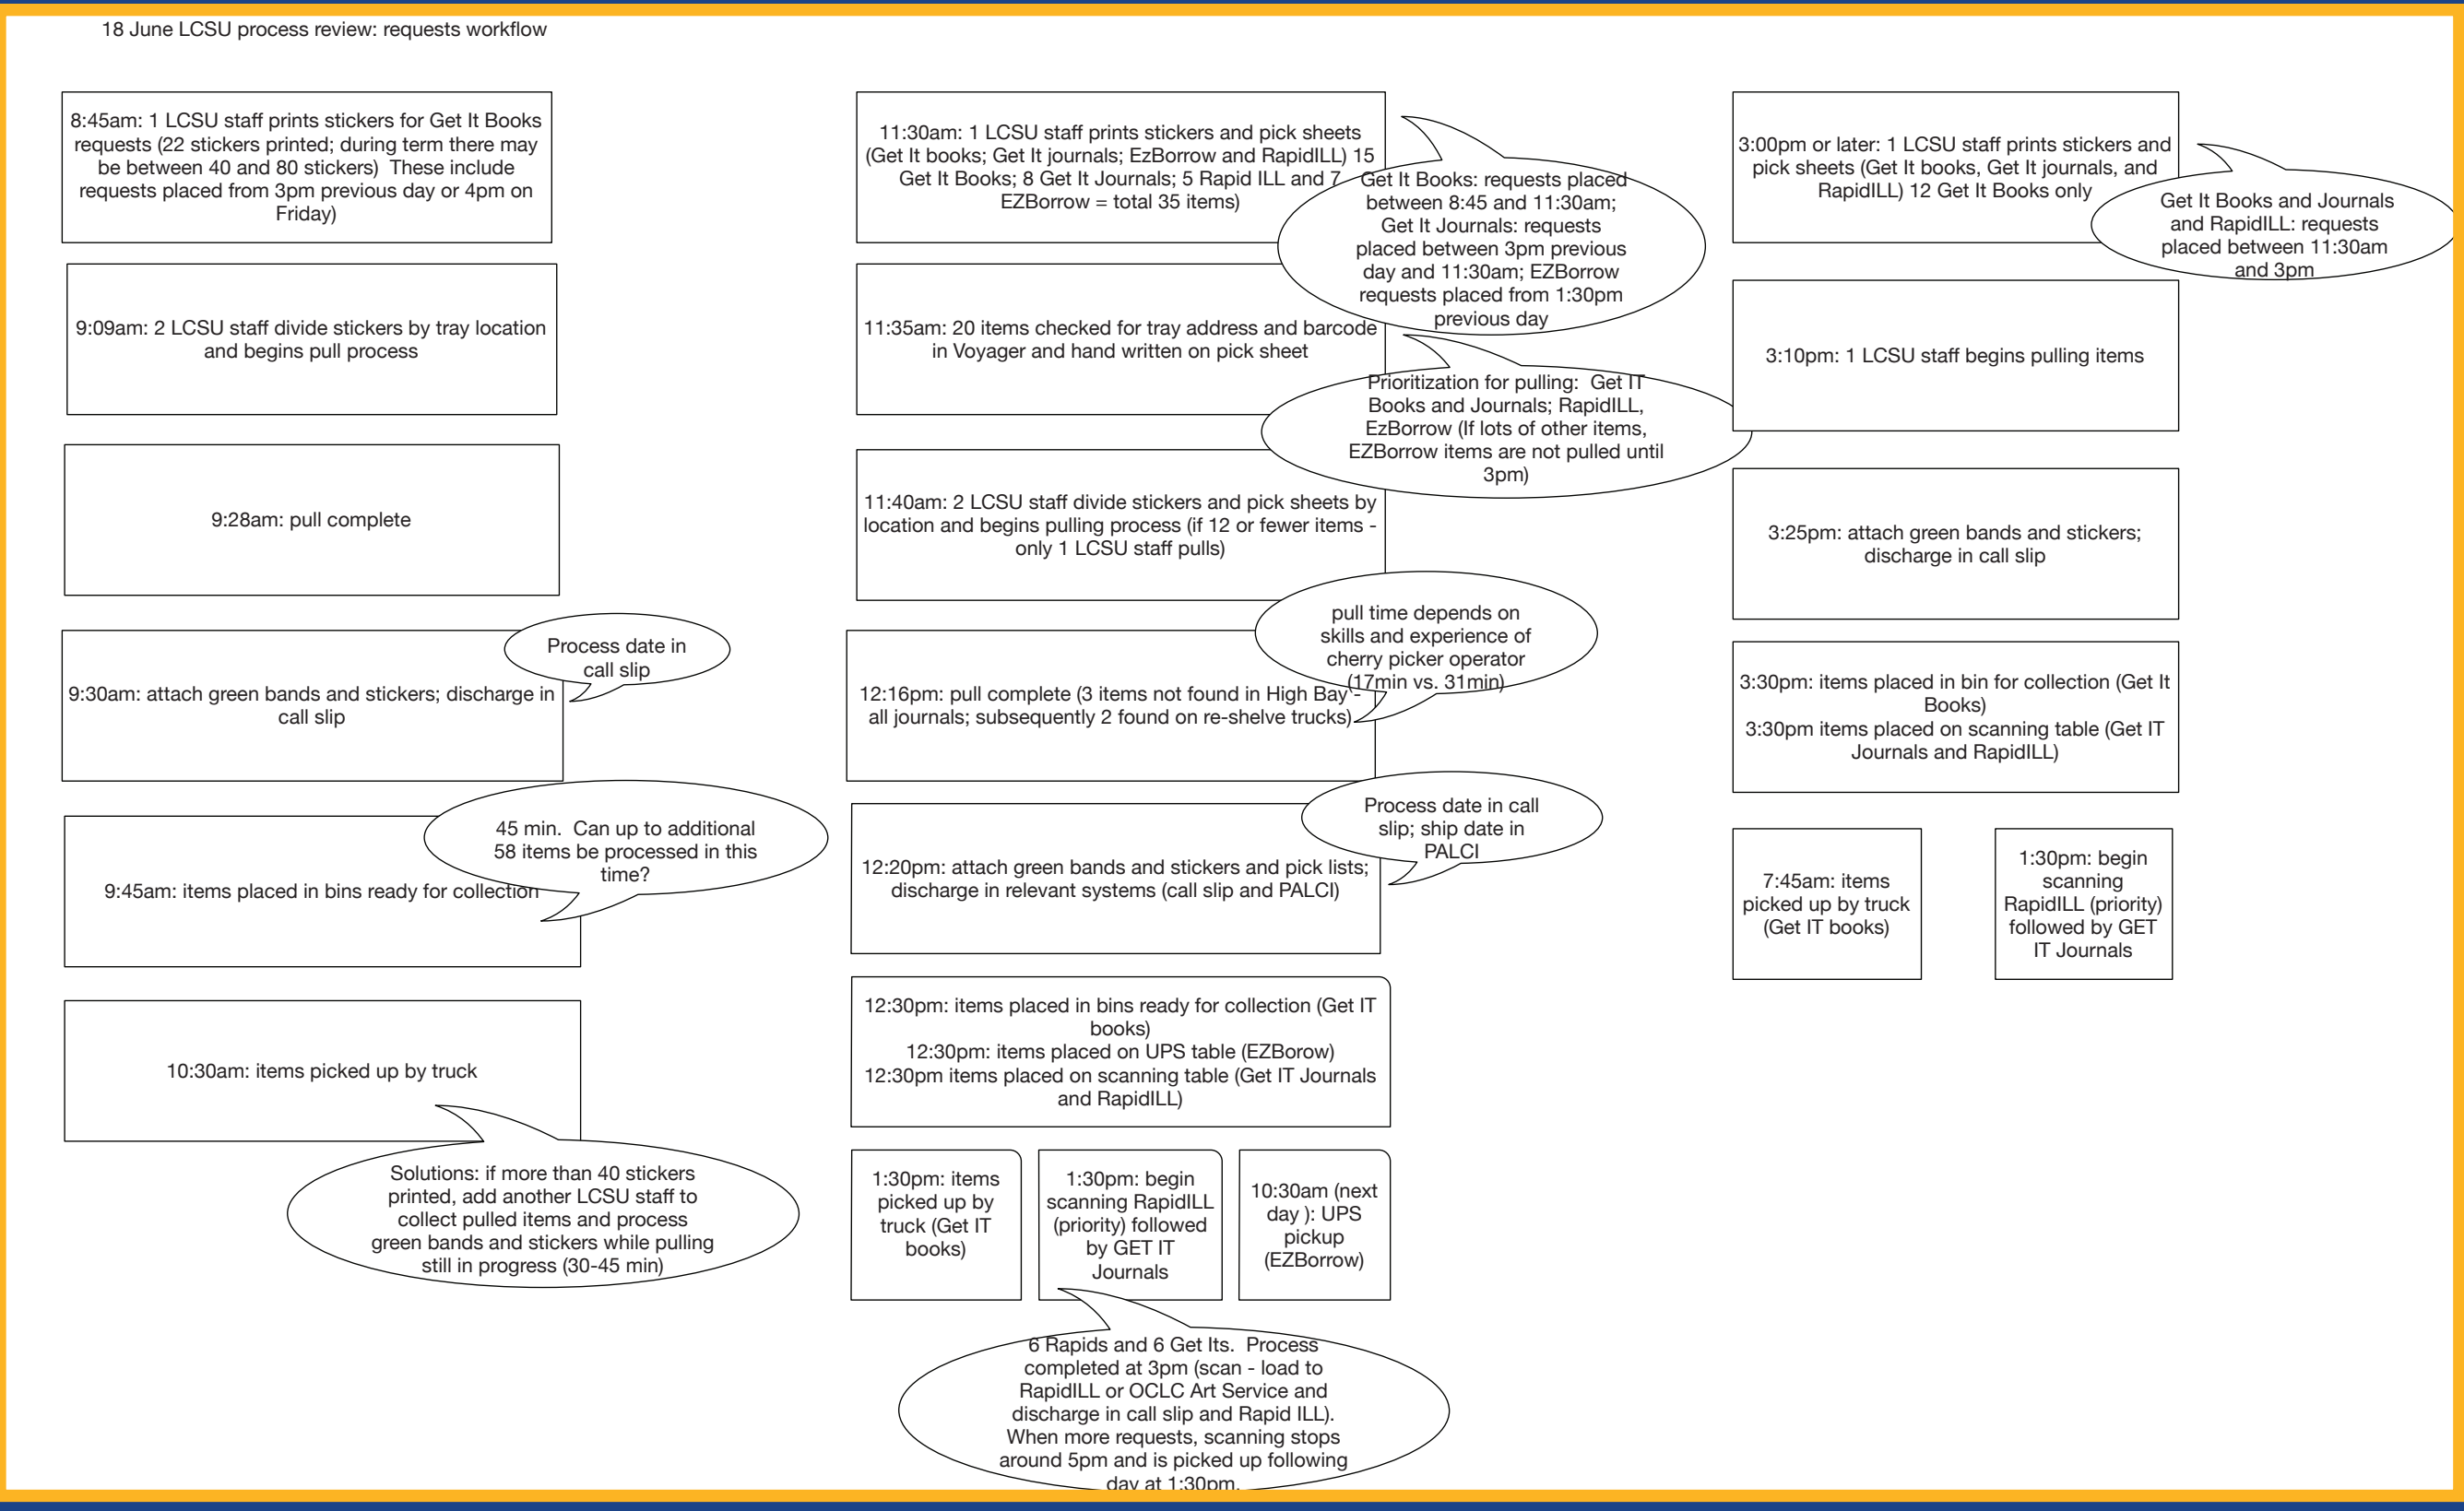 18 June LCSU process review: requests workflow
8:45am: 1 LCSU staff prints stickers for Get It Books
requests (22 stickers printed; during term there may
be between 40 and 80 stickers)  These include
requests placed from 3pm previous day or 4pm on
Friday)
9:09am: 2 LCSU staff divide stickers by tray location
and begins pull process
9:28am: pull complete
Process date in
call slip
9:30am: attach green bands and stickers; discharge in
call slip
45 min.  Can up to additional
58 items be processed in this
time?
9:45am: items placed in bins ready for collection
10:30am: items picked up by truck
Solutions: if more than 40 stickers
printed, add another LCSU staff to
collect pulled items and process
green bands and stickers while pulling
still in progress (30-45 min)
11:30am: 1 LCSU staff prints stickers and pick sheets
(Get It books; Get It journals; EzBorrow and RapidILL) 15
Get It Books; 8 Get It Journals; 5 Rapid ILL and 7
EZBorrow = total 35 items)
Get It Books: requests placed
between 8:45 and 11:30am;
Get It Journals: requests
placed between 3pm previous
day and 11:30am; EZBorrow
requests placed from 1:30pm
previous day
11:35am: 20 items checked for tray address and barcode
in Voyager and hand written on pick sheet
Prioritization for pulling:  Get IT
Books and Journals; RapidILL,
EzBorrow (If lots of other items,
EZBorrow items are not pulled until
3pm)
11:40am: 2 LCSU staff divide stickers and pick sheets by
location and begins pulling process (if 12 or fewer items -
only 1 LCSU staff pulls)
pull time depends on
skills and experience of
cherry picker operator
(17min vs. 31min)
12:16pm: pull complete (3 items not found in High Bay -
all journals; subsequently 2 found on re-shelve trucks)
Process date in call
slip; ship date in
PALCI
12:20pm: attach green bands and stickers and pick lists;
discharge in relevant systems (call slip and PALCI)
12:30pm: items placed in bins ready for collection (Get IT
books)
12:30pm: items placed on UPS table (EZBorow)
12:30pm items placed on scanning table (Get IT Journals
and RapidILL)
1:30pm: items
picked up by
truck (Get IT
books)
1:30pm: begin
scanning RapidILL
(priority) followed
by GET IT
Journals
10:30am (next
day ): UPS
pickup
(EZBorrow)
6 Rapids and 6 Get Its.  Process
completed at 3pm (scan - load to
RapidILL or OCLC Art Service and
discharge in call slip and Rapid ILL).
When more requests, scanning stops
around 5pm and is picked up following
day at 1:30pm.
3:00pm or later: 1 LCSU staff prints stickers and
pick sheets (Get It books, Get It journals, and
RapidILL) 12 Get It Books only
Get It Books and Journals
and RapidILL: requests
placed between 11:30am
and 3pm
3:10pm: 1 LCSU staff begins pulling items
3:25pm: attach green bands and stickers;
discharge in call slip
3:30pm: items placed in bin for collection (Get It
Books)
3:30pm items placed on scanning table (Get IT
Journals and RapidILL)
7:45am: items
picked up by truck
(Get IT books)
1:30pm: begin
scanning
RapidILL (priority)
followed by GET
IT Journals